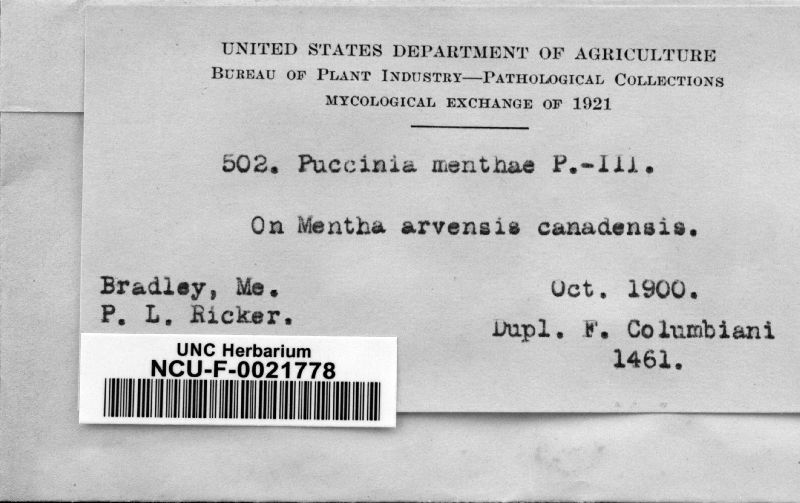 UNITED STATES DEPARTMENT OF AGRICULTURE
BUREAU OF PLANT INDUSTRY—PATHOLOGICAL COLLECTIONS
MYCOLOGICAL EXCHANGE OF 1921
502. Puccinia menthae P.-III.
On Mentha arvensis canadensis.
Bradley, Me.
Oct. 1900.
P. L. Ricker.
Dupl. F. Columbiani
1461.
UNC Herbarium
NCU-F-0021778